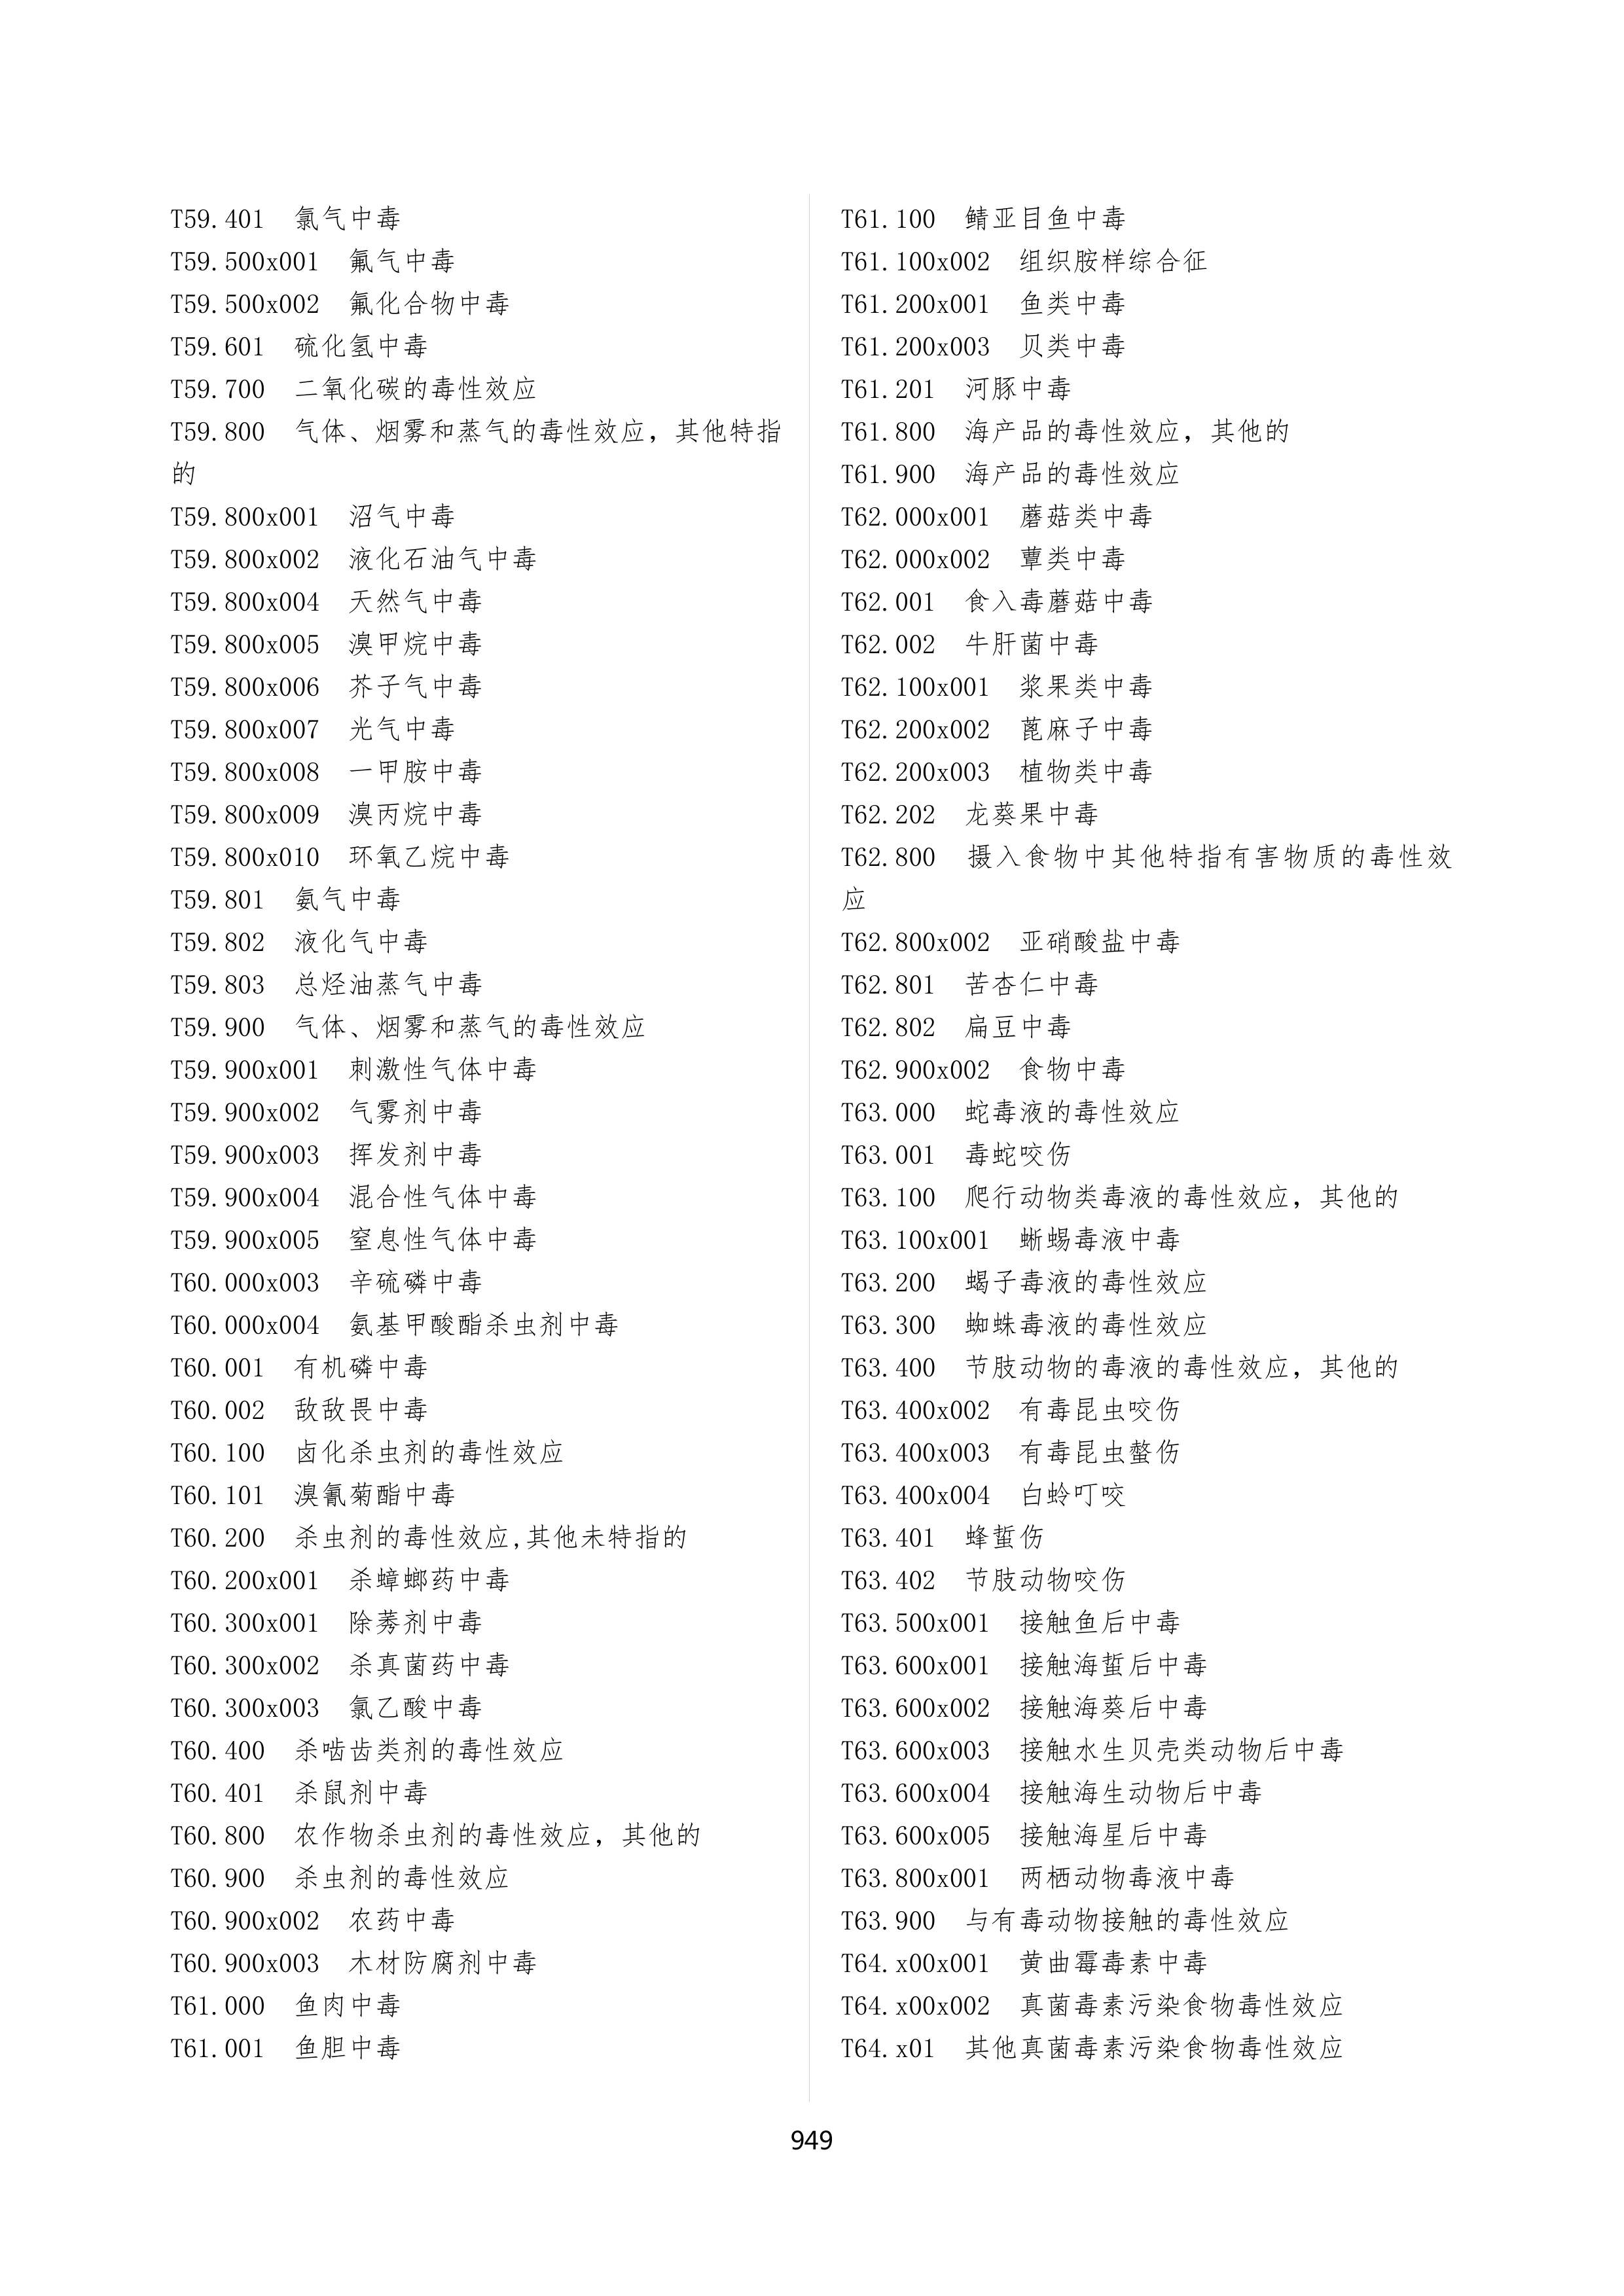 T59.401 氯气中毒
T59.500x001 氟气中毒
T59.500x002 氟化合物中毒
T59.601 硫化氢中毒
T59.700 二氧化碳的毒性效应
T59.800 气体、烟雾和蒸气的毒性效应，其他特指
的
T59.800x001 沼气中毒
T59.800x002 液化石油气中毒
T59.800x004 天然气中毒
T59.800x005 溴甲烷中毒
T59.800x006 芥子气中毒
T59.800x007 光气中毒
T59.800x008 一甲胺中毒
T59.800x009 溴丙烷中毒
T59.800x010 环氧乙烷中毒
T59.801 氨气中毒
T59.802 液化气中毒
T59.803 总烃油蒸气中毒
T59.900 气体、烟雾和蒸气的毒性效应
T59.900x001 刺激性气体中毒
T59.900x002 气雾剂中毒
T59.900x003 挥发剂中毒
T59.900x004 混合性气体中毒
T59.900x005 窒息性气体中毒
T60.000x003 辛硫磷中毒
T60.000x004 氨基甲酸酯杀虫剂中毒
T60.001 有机磷中毒
T60.002 敌敌畏中毒
T60.100 卤化杀虫剂的毒性效应
T60.101 溴氰菊酯中毒
T60.200 杀虫剂的毒性效应,其他未特指的
T60.200x001 杀蟑螂药中毒
T60.300x001 除莠剂中毒
T60.300x002 杀真菌药中毒
T60.300x003 氯乙酸中毒
T60.400 杀啮齿类剂的毒性效应
T60.401 杀鼠剂中毒
T60.800 农作物杀虫剂的毒性效应，其他的
T60.900 杀虫剂的毒性效应
T60.900x002 农药中毒
T60.900x003 木材防腐剂中毒
T61.000 鱼肉中毒
T61.001 鱼胆中毒
T61.100 鲭亚目鱼中毒
T61.100x002 组织胺样综合征
T61.200x001 鱼类中毒
T61.200x003 贝类中毒
T61.201 河豚中毒
T61.800 海产品的毒性效应，其他的
T61.900 海产品的毒性效应
T62.000x001 蘑菇类中毒
T62.000x002 蕈类中毒
T62.001 食入毒蘑菇中毒
T62.002 牛肝菌中毒
T62.100x001 浆果类中毒
T62.200x002 蓖麻子中毒
T62.200x003 植物类中毒
T62.202 龙葵果中毒
T62.800 摄入食物中其他特指有害物质的毒性效
应
T62.800x002 亚硝酸盐中毒
T62.801 苦杏仁中毒
T62.802 扁豆中毒
T62.900x002 食物中毒
T63.000 蛇毒液的毒性效应
T63.001 毒蛇咬伤
T63.100 爬行动物类毒液的毒性效应，其他的
T63.100x001 蜥蜴毒液中毒
T63.200 蝎子毒液的毒性效应
T63.300 蜘蛛毒液的毒性效应
T63.400 节肢动物的毒液的毒性效应，其他的
T63.400x002 有毒昆虫咬伤
T63.400x003 有毒昆虫螫伤
T63.400x004 白蛉叮咬
T63.401 蜂蜇伤
T63.402 节肢动物咬伤
T63.500x001 接触鱼后中毒
T63.600x001 接触海蜇后中毒
T63.600x002 接触海葵后中毒
T63.600x003 接触水生贝壳类动物后中毒
T63.600x004 接触海生动物后中毒
T63.600x005 接触海星后中毒
T63.800x001 两栖动物毒液中毒
T63.900 与有毒动物接触的毒性效应
T64.x00x001 黄曲霉毒素中毒
T64.x00x002 真菌毒素污染食物毒性效应
T64.x01 其他真菌毒素污染食物毒性效应
949